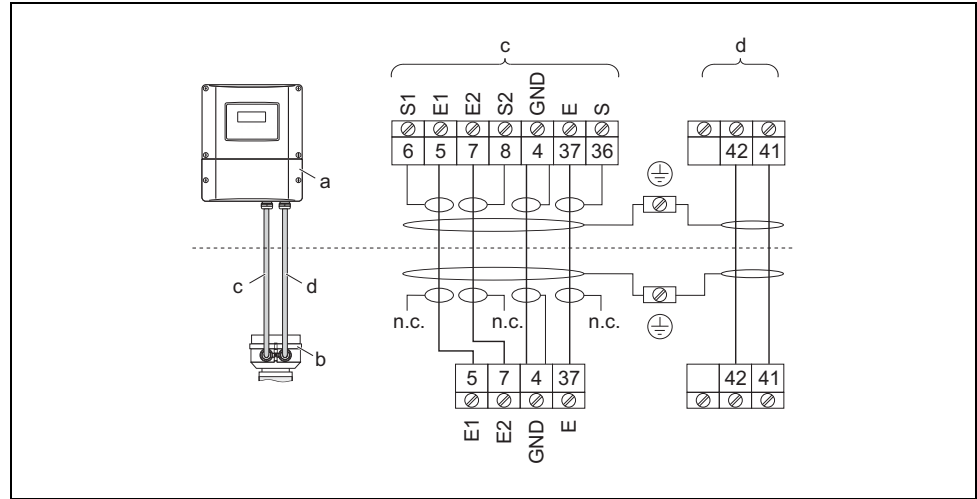 c
d
S1 E1 E2 S2 GND E S
6 5 7 8 4 37 36
42 41
a
c
d
b
n.c. n.c. n.c.
5 7 4 37
42 41
E1 E2 GND E